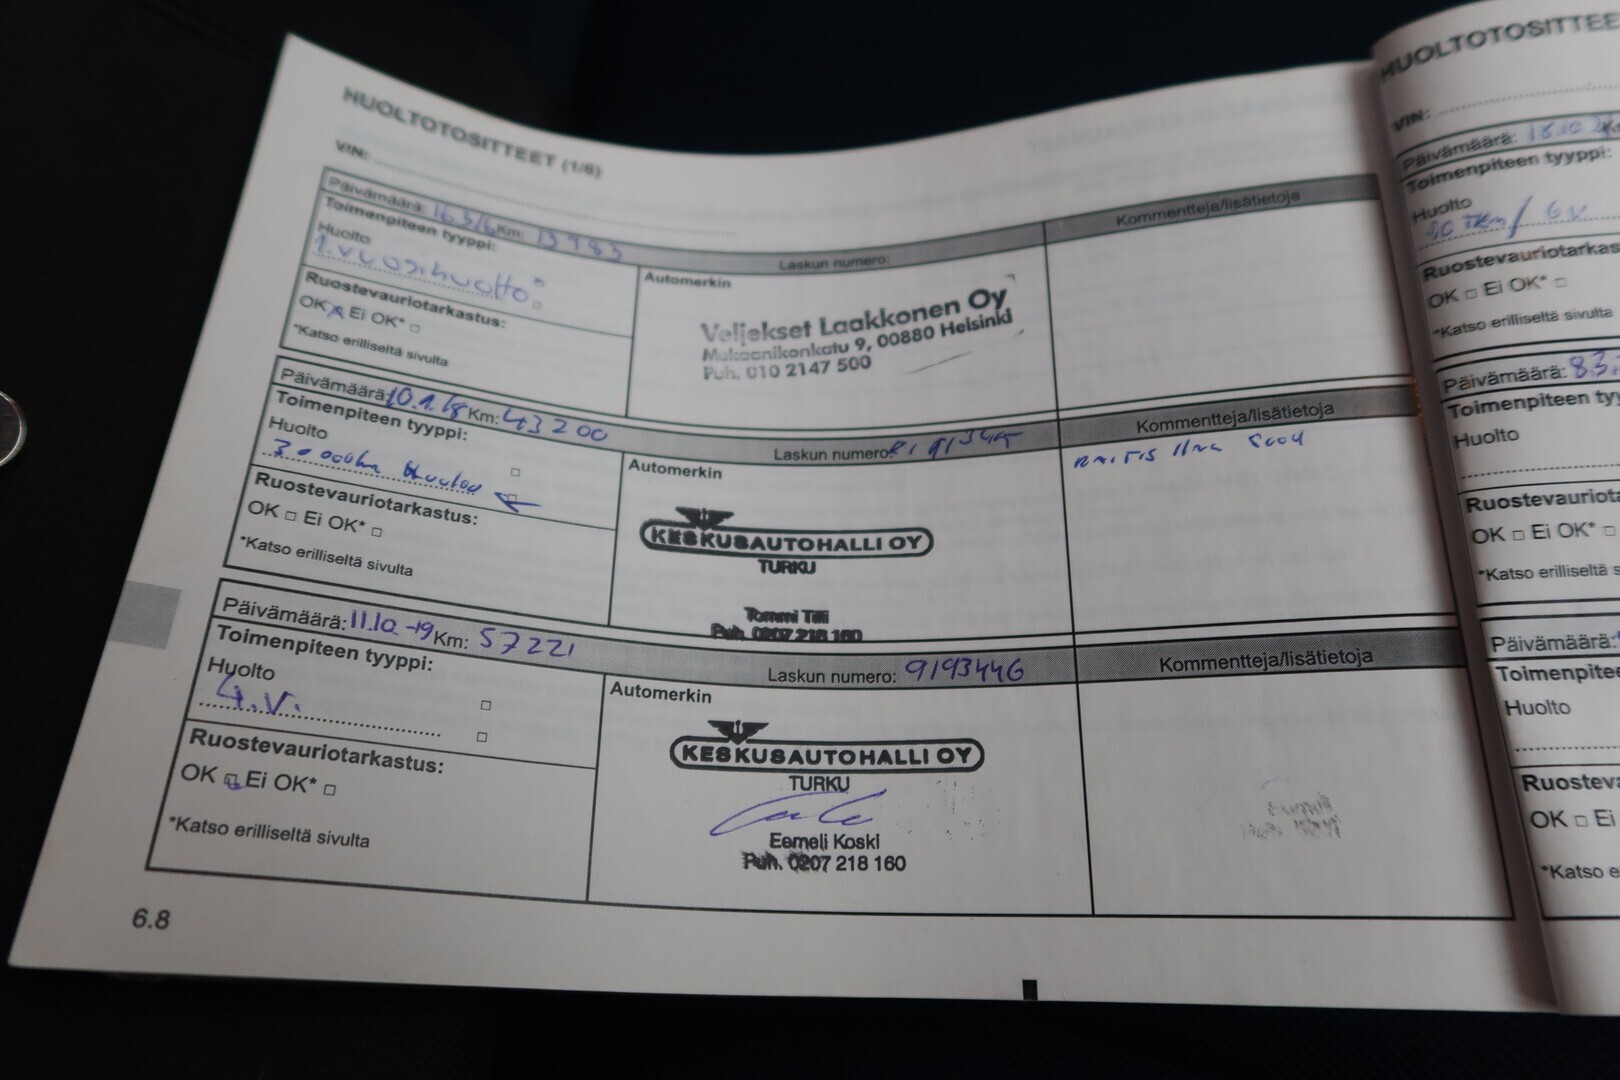 HUOLTOTOSITTEET (1/6)
VIN:
Päivämäärä: 16.5/6 Km: 13983
Laskun numero:
Kommentteja/lisätietoja
Toimenpiteen tyyppi:
Huolto
1.vuosihuolto
Ruostevauriotarkastus:
OK Ei OK*
*Katso erilliseltä sivulta
Automerkin
Veljekset Laakkonen Oy
Mekaanikonkatu 9, 00880 Helsinki
Puh. 010 2147 500
Päivämäärä: 10.1.18 Km: 43200
Laskun numero:
Kommentteja/lisätietoja
Toimenpiteen tyyppi:
Huolto
Ruostevauriotarkastus:
OK Ei OK*
*Katso erilliseltä sivulta
Automerkin
KESKUSAUTOHALLI OY
TURKU
Tommi Tilli
Puh. 0207 218 160
Päivämäärä: 11.10.-19 Km: 57221
Laskun numero: 9193446
Kommentteja/lisätietoja
Toimenpiteen tyyppi:
Huolto
4.v.
Ruostevauriotarkastus:
OK Ei OK*
*Katso erilliseltä sivulta
Automerkin
KESKUSAUTOHALLI OY
TURKU
Eemeli Koski
Puh. 0207 218 160
6.8
HUOLTOTOSITTEE
VIN:
Päivämäärä:
Toimenpiteen tyyppi:
Huolto
Ruostevauriotarkas
OK Ei OK*
*Katso erilliseltä sivulta
Päivämäärä: 8.3.
Toimenpiteen ty
Huolto
Ruostevauriota
OK Ei OK*
*Katso erilliseltä s
Päivämäärä:
Toimenpitee
Huolto
Ruosteva
OK Ei
*Katso e